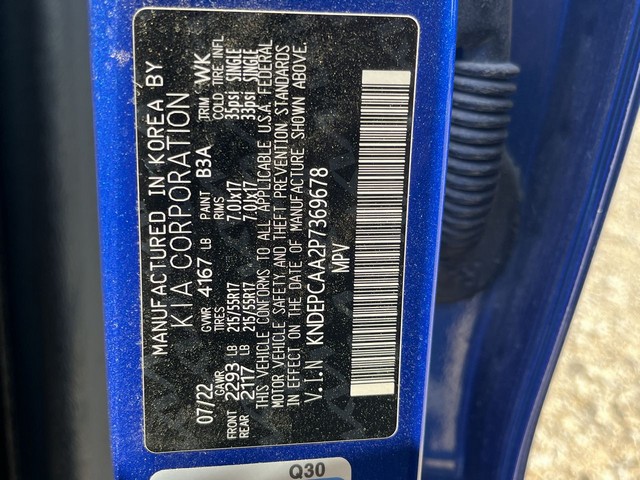 MANUFACTURED IN KOREA BY
KIA CORPORATION
07/22 GVWR 4167 LB PAINT B3A TRIM WK
GAWR TIRES RIMS COLD TIRE INFL
FRONT 2293 LB 215/55R17 7.0Jx17 35psi SINGLE
REAR 2117 LB 215/55R17 7.0Jx17 33psi SINGLE
THIS VEHICLE CONFORMS TO ALL APPLICABLE U.S.A. FEDERAL
MOTOR VEHICLE SAFETY AND THEFT PREVENTION STANDARDS
IN EFFECT ON THE DATE OF MANUFACTURE SHOWN ABOVE.
V.I.N KNDEPCAA2P7369678
MPV
Q30